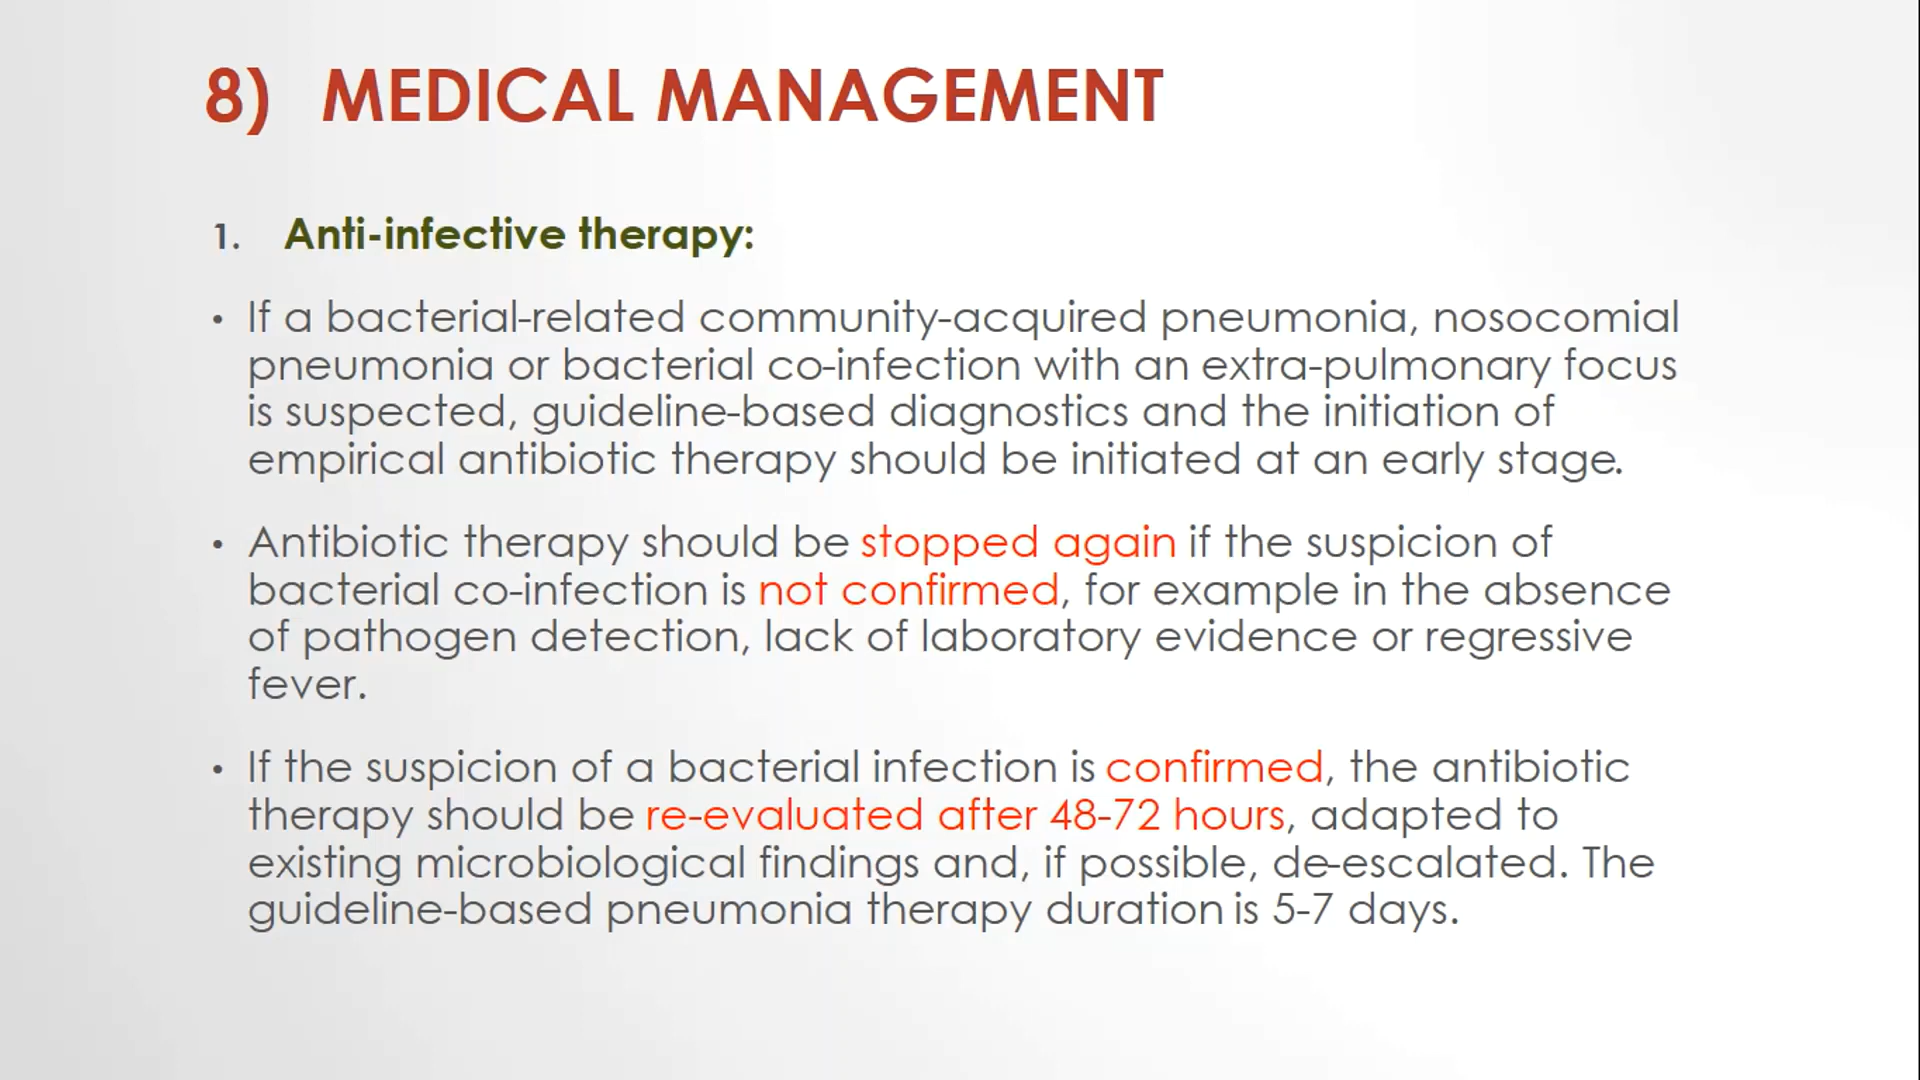 8) MEDICAL MANAGEMENT
1. Anti-infective therapy:
• If a bacterial-related community-acquired pneumonia, nosocomial
pneumonia or bacterial co-infection with an extra-pulmonary focus
is suspected, guideline-based diagnostics and the initiation of
empirical antibiotic therapy should be initiated at an early stage.
• Antibiotic therapy should be stopped again if the suspicion of
bacterial co-infection is not confirmed, for example in the absence
of pathogen detection, lack of laboratory evidence or regressive
fever.
• If the suspicion of a bacterial infection is confirmed, the antibiotic
therapy should be re-evaluated after 48-72 hours, adapted to
existing microbiological findings and, if possible, de-escalated. The
guideline-based pneumonia therapy duration is 5-7 days.